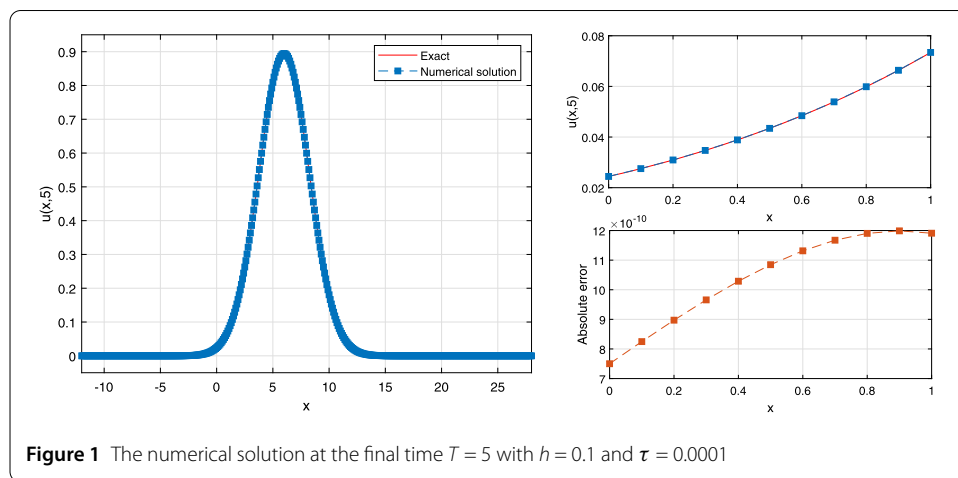 0.9
0.8
0.7
0.6
0.5
0.4
0.3
0.2
0.1
0
u(x,5)
-10 -5 0 5 10 15 20 25
x
Exact
Numerical solution
0.08
0.06
0.04
0.02
u(x,5)
0 0.2 0.4 0.6 0.8 1
x
×10⁻¹⁰
12
11
10
9
8
7
Absolute error
0 0.2 0.4 0.6 0.8 1
x
Figure 1 The numerical solution at the final time T = 5 with h = 0.1 and τ = 0.0001